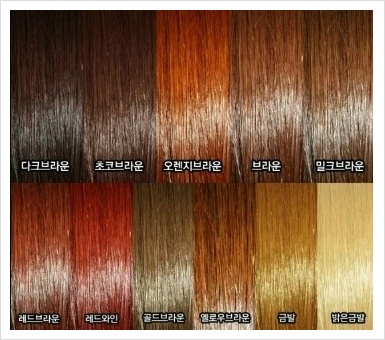 다크브라운
초코브라운
오렌지브라운
브라운
밀크브라운
레드브라운
레드와인
골드브라운
옐로우브라운
금발
밝은금발